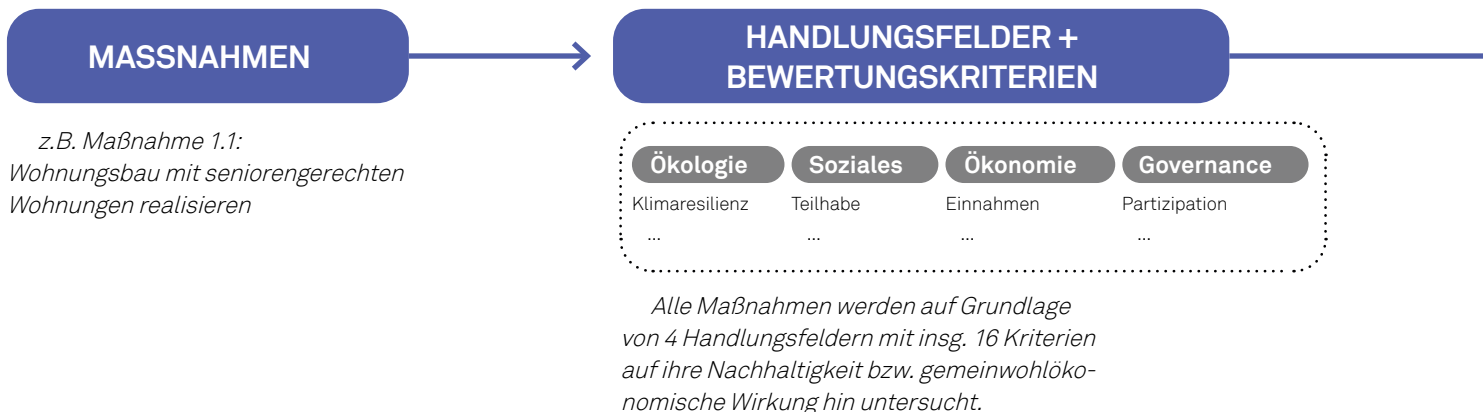 MASSNAHMEN
z.B. Maßnahme 1.1:
Wohnungsbau mit seniorengerechten
Wohnungen realisieren
HANDLUNGSFELDER +
BEWERTUNGSKRITERIEN
Ökologie Soziales Ökonomie Governance
Klimaresilienz Teilhabe Einnahmen Partizipation
... ... ... ...
Alle Maßnahmen werden auf Grundlage
von 4 Handlungsfeldern mit insg. 16 Kriterien
auf ihre Nachhaltigkeit bzw. gemeinwohlöko-
nomische Wirkung hin untersucht.